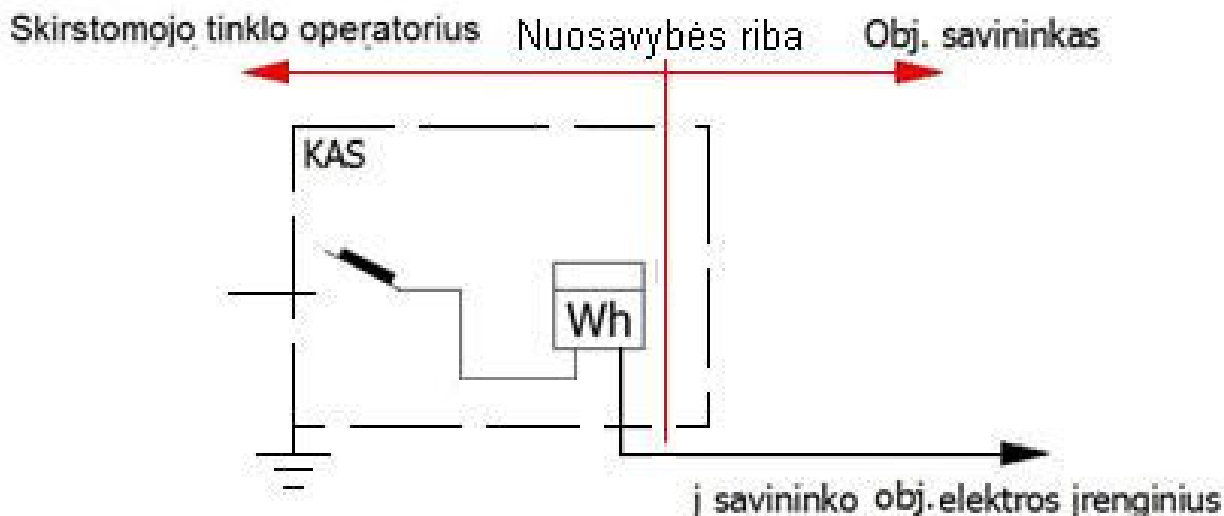 Skirstomojo tinklo operatorius Nuosavybės riba Obj. savininkas
KAS
Wh
į savininko obj.elektros įrenginius